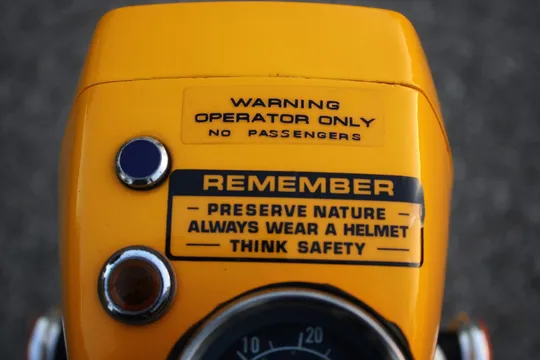 WARNING
OPERATOR ONLY
NO PASSENGERS
REMEMBER
– PRESERVE NATURE –
ALWAYS WEAR A HELMET
— THINK SAFETY —
10 20